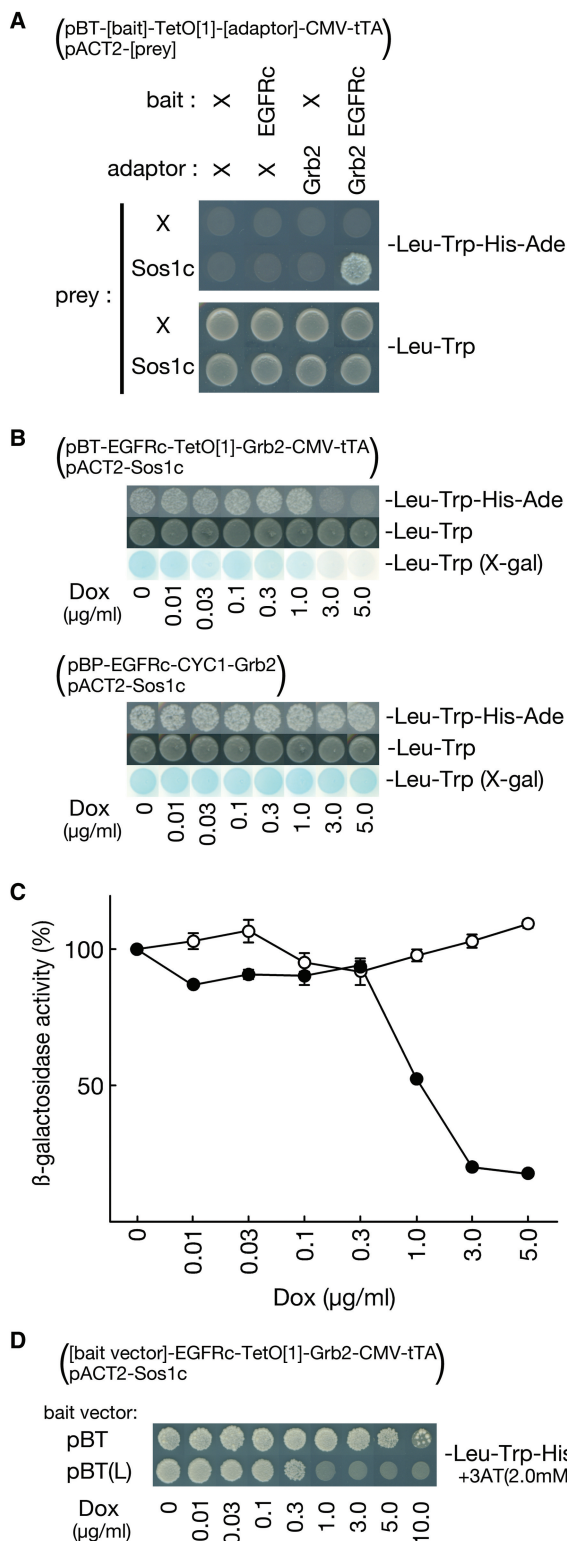 A
(pBT-[bait]-TetO[1]-[adaptor]-CMV-tTA
pACT2-[prey])
bait : X EGFRc X EGFRc
adaptor : X X Grb2 Grb2
prey :
X
Sos1c
-Leu-Trp-His-Ade
X
Sos1c
-Leu-Trp
B
(pBT-EGFRc-TetO[1]-Grb2-CMV-tTA
pACT2-Sos1c)
-Leu-Trp-His-Ade
-Leu-Trp
-Leu-Trp (X-gal)
Dox (µg/ml) 0 0.01 0.03 0.1 0.3 1.0 3.0 5.0
(pBP-EGFRc-CYC1-Grb2
pACT2-Sos1c)
-Leu-Trp-His-Ade
-Leu-Trp
-Leu-Trp (X-gal)
Dox (µg/ml) 0 0.01 0.03 0.1 0.3 1.0 3.0 5.0
C
ß-galactosidase activity (%)
100
50
0 0.01 0.03 0.1 0.3 1.0 3.0 5.0
Dox (µg/ml)
D
([bait vector]-EGFRc-TetO[1]-Grb2-CMV-tTA
pACT2-Sos1c)
bait vector:
pBT
pBT(L)
-Leu-Trp-His
+3AT(2.0mM
Dox (µg/ml) 0 0.01 0.03 0.1 0.3 1.0 3.0 5.0 10.0